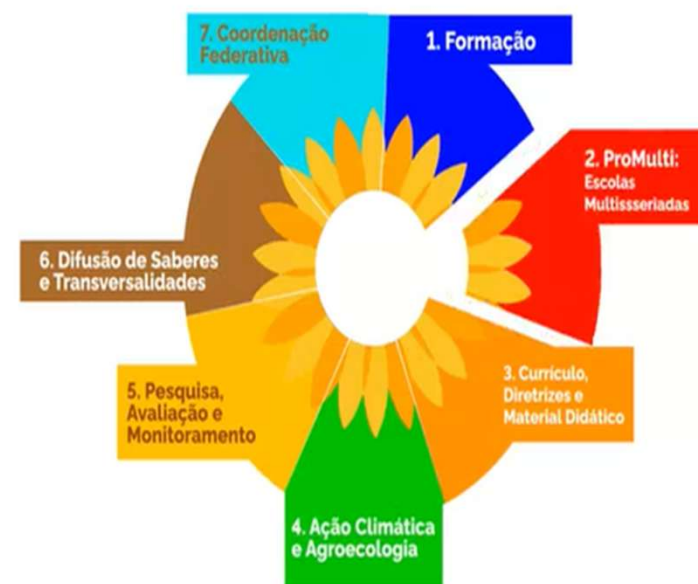 1. Formação
2. ProMulti:
Escolas
Multissseriadas
3. Currículo,
Diretrizes e
Material Didático
4. Ação Climática
e Agroecologia
5. Pesquisa,
Avaliação e
Monitoramento
6. Difusão de Saberes
e Transversalidades
7. Coordenação
Federativa